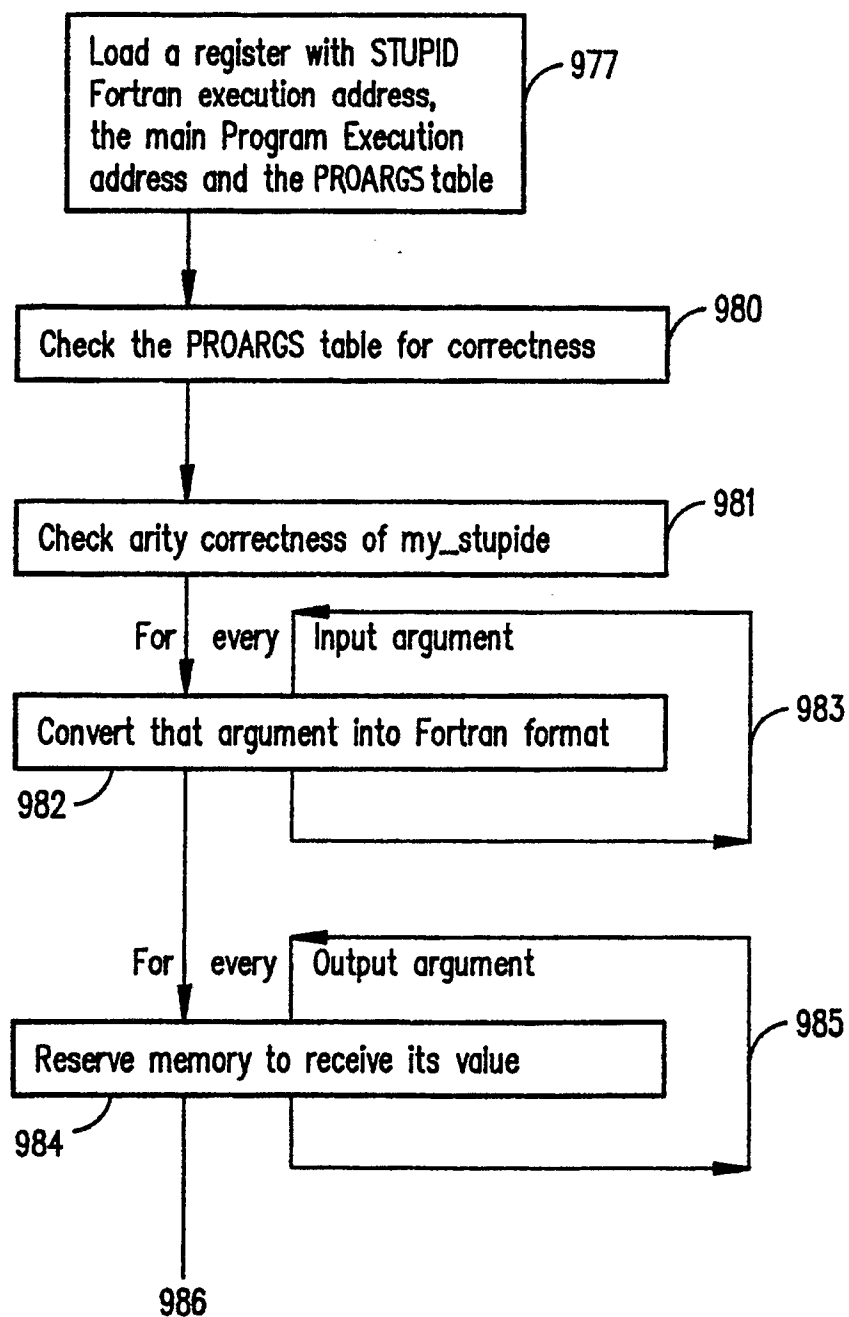 Load a register with STUPID
Fortran execution address,
the main Program Execution
address and the PROARGS table
977
Check the PROARGS table for correctness
980
Check arity correctness of my_stupide
981
For every Input argument
Convert that argument into Fortran format
982
983
For every Output argument
Reserve memory to receive its value
984
985
986